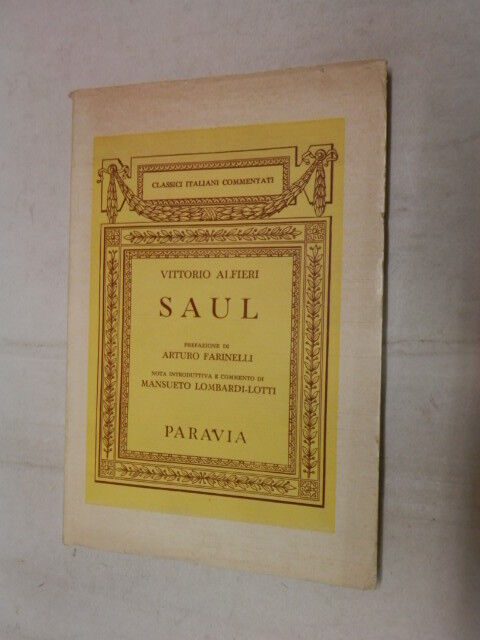 CLASSICI ITALIANI COMMENTATI
VITTORIO ALFIERI
SAUL
PREFAZIONE DI
ARTURO FARINELLI
NOTA INTRODUTTIVA E COMMENTO DI
MANSUETO LOMBARDI-LOTTI
PARAVIA